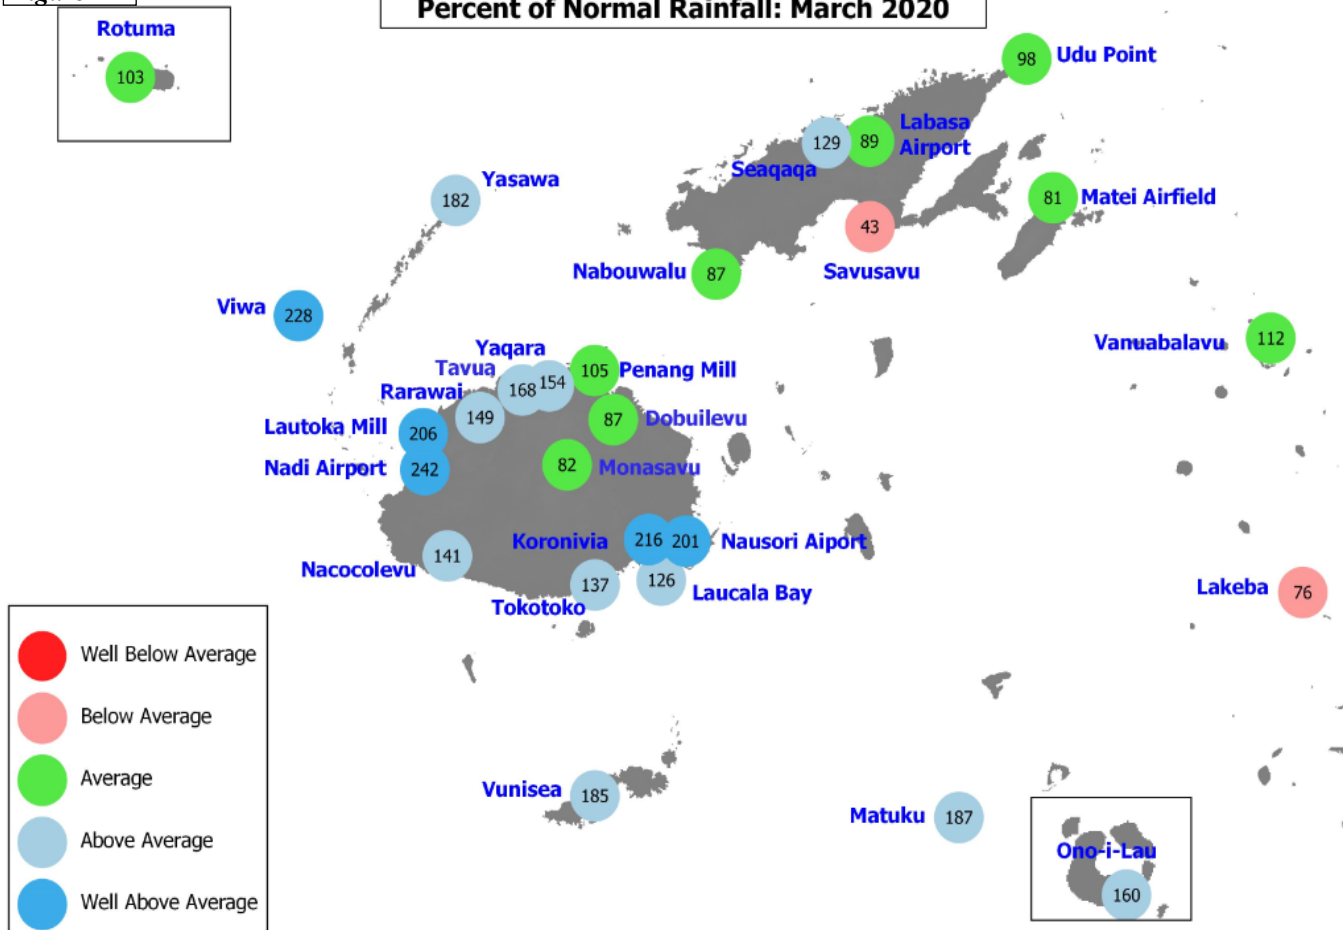 Percent of Normal Rainfall: March 2020
Rotuma
103
98
Udu Point
129
89
Labasa
Airport
Seaqaqa
Yasawa
182
81
Matei Airfield
43
Nabouwalu
87
Savusavu
Viwa
228
Vanuabalavu
112
Yaqara
Tavua
105
Penang Mill
Rarawai
168
154
149
87
Dobuilevu
Lautoka Mill
206
Nadi Airport
242
82
Monasavu
Koronivia
216
201
Nausori Aiport
141
Nacocolevu
137
126
Laucala Bay
Tokotoko
Lakeba
76
Well Below Average
Below Average
Average
Above Average
Well Above Average
Vunisea
185
Matuku
187
Ono-i-Lau
160